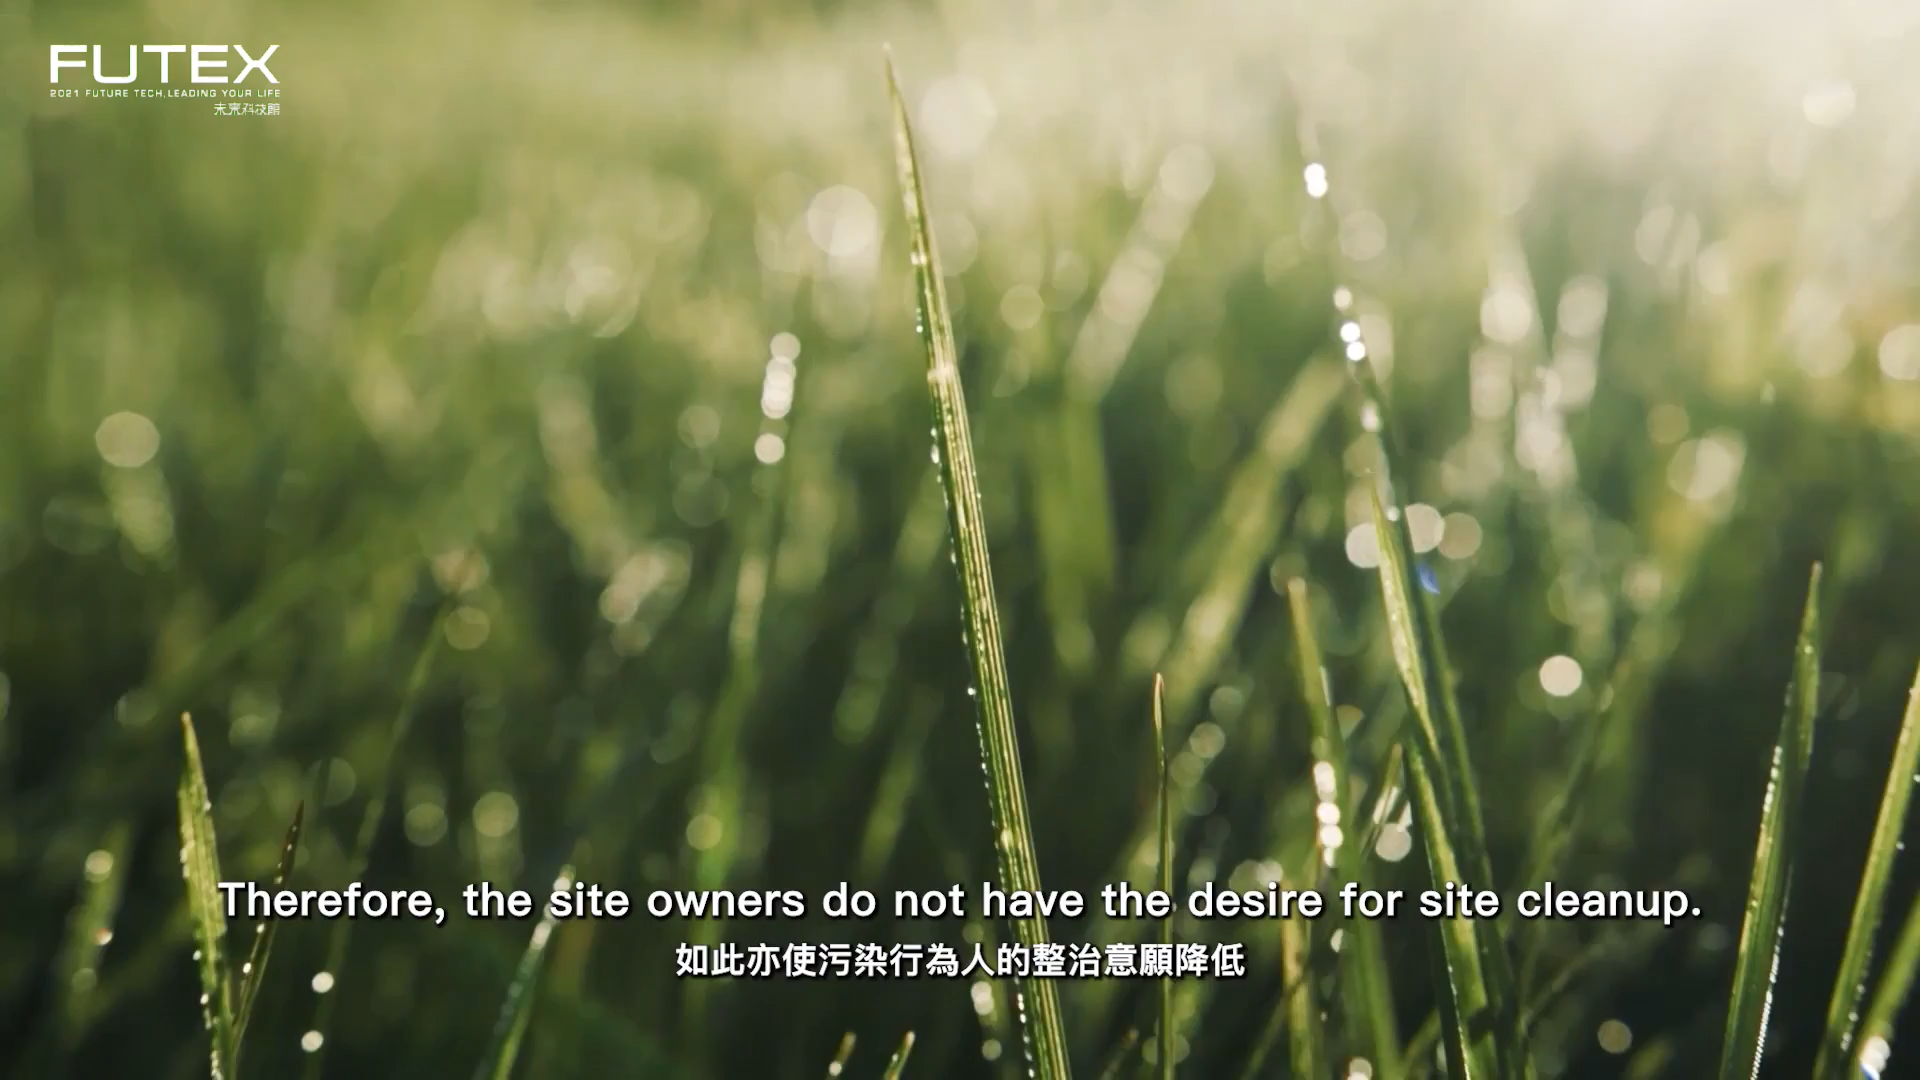 FUTEX
2021 FUTURE TECH,LEADING YOUR LIFE
未來科技館
Therefore, the site owners do not have the desire for site cleanup.
如此亦使污染行為人的整治意願降低